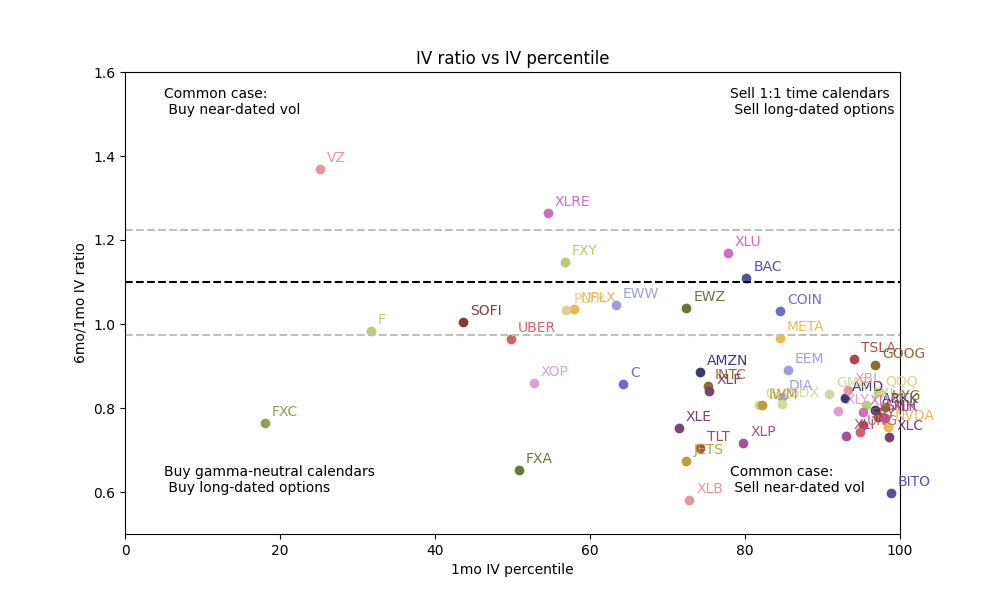 IV ratio vs IV percentile
1.6
Common case:
Buy near-dated vol
Sell 1:1 time calendars
Sell long-dated options
VZ
1.4
XLRE
FXY
XLU
BAC
1.2
6mo/1mo IV ratio
EWW
EWZ
COIN
NFLX
SOFI
F
UBER
META
1.0
TSLA
GOOG
AMZN
EEM
INTC
XLF
C
XOP
DIA
AMD
QQQ
ARKK
0.8
FXC
XLE
XLP
XLC
NVDA
TLT
JETS
FXA
XLB
BITO
Buy gamma-neutral calendars
Buy long-dated options
Common case:
Sell near-dated vol
0.6
0
20
40
60
80
100
1mo IV percentile